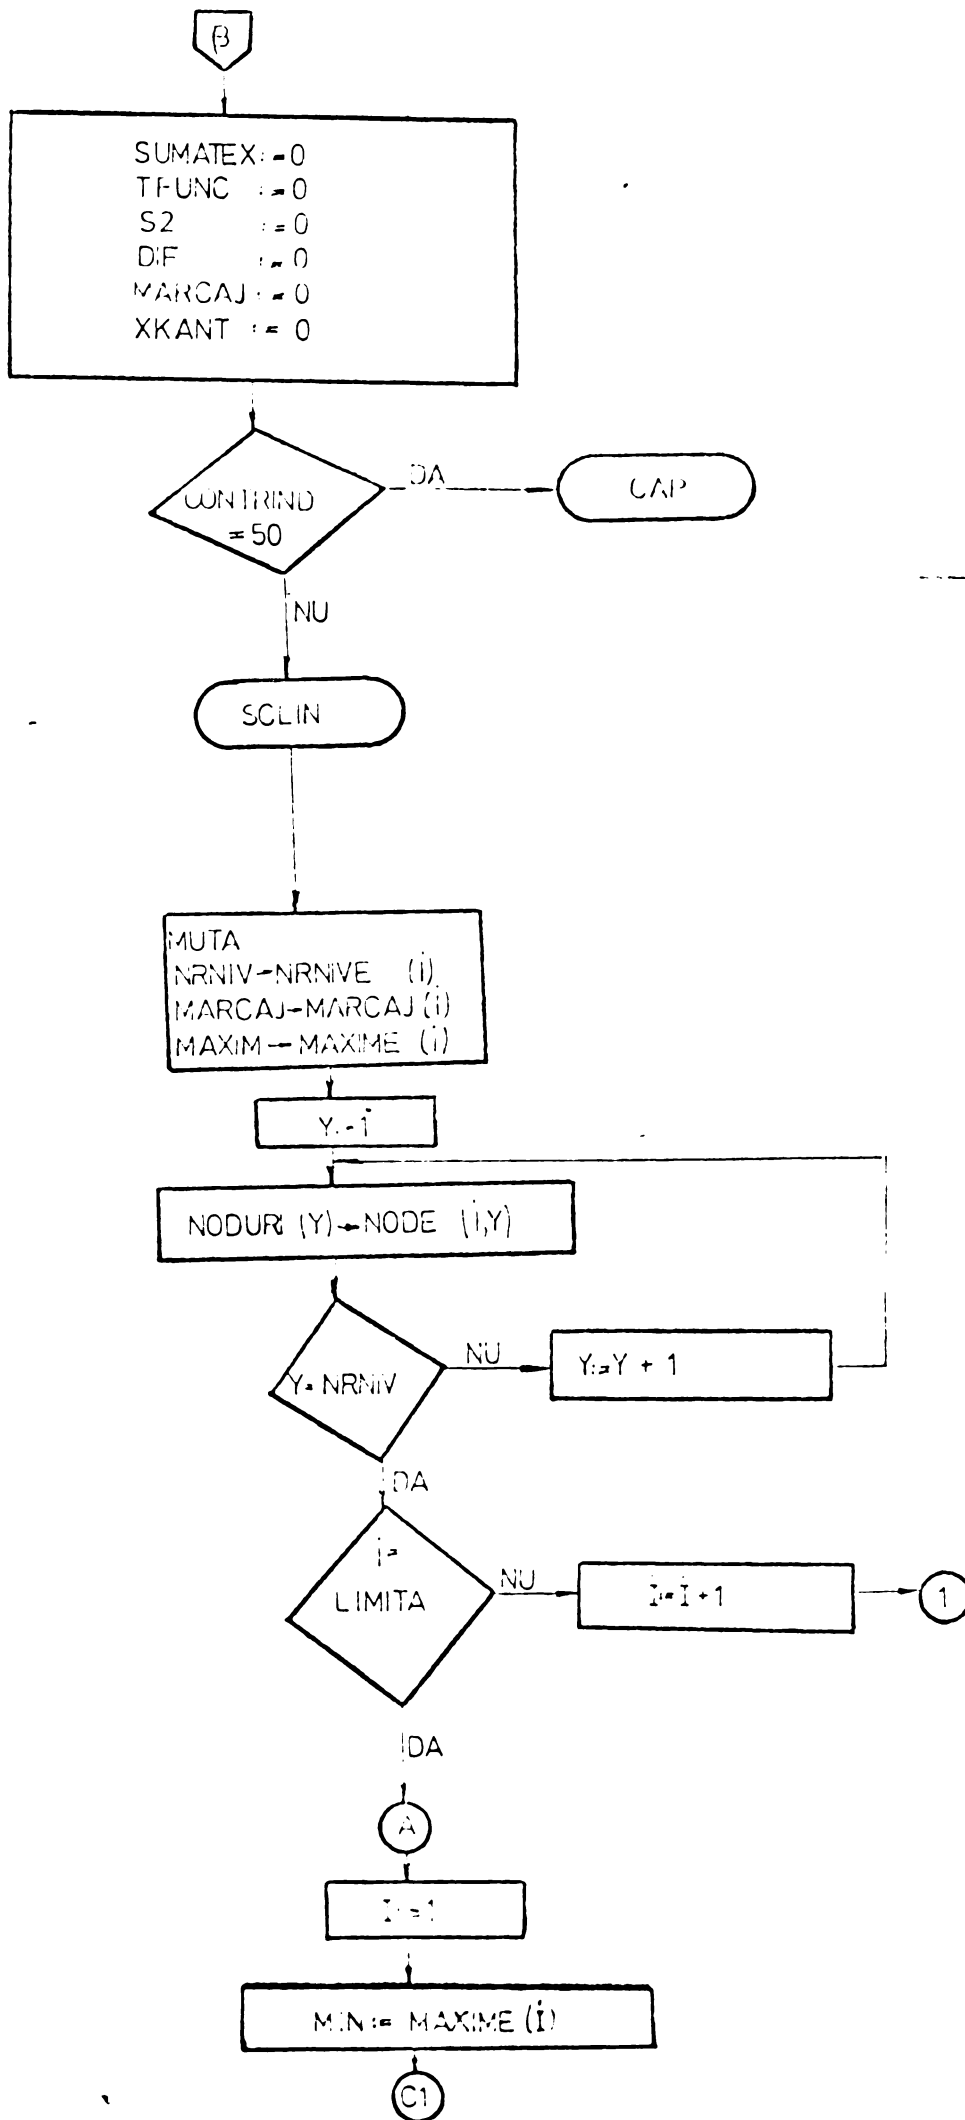 β
SUMATEX:=0
TFUNC :=0
S2 :=0
DIF :=0
MARCAJ:=0
XKANT :=0
CONTRIND
=50
DA
CAP
NU
SCLIN
MUTA
NRNIV→NRNIVE (i)
MARCAJ→MARCAJ(i)
MAXIM→MAXIME (i)
Y:=1
NODURI (Y)→NODE (i,Y)
Y=NRNIV
NU
Y:=Y + 1
DA
i=
LIMITA
NU
I:=I+1
1
DA
A
I:=1
MIN:= MAXIME (I)
C1